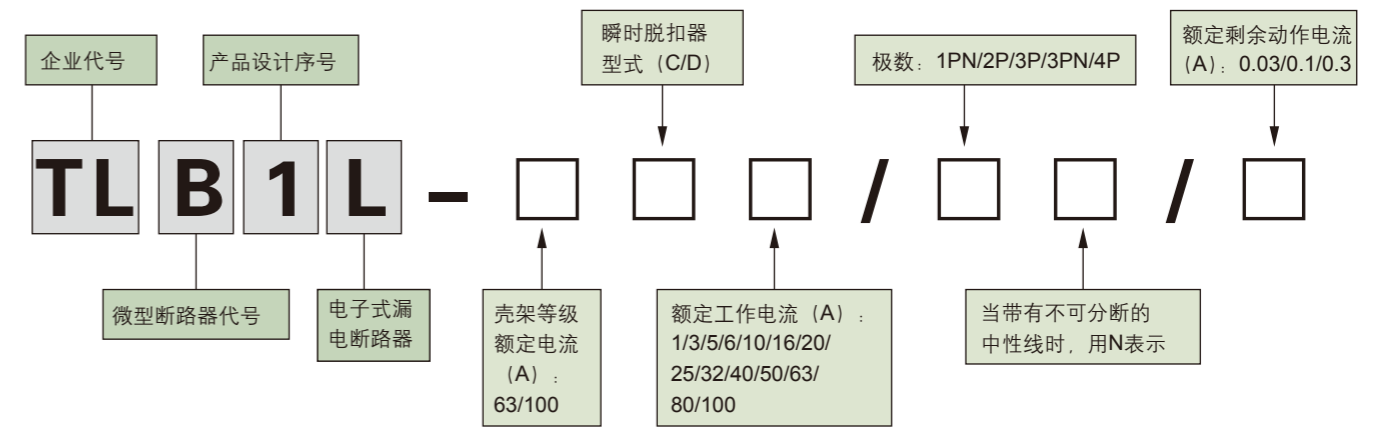 企业代号
产品设计序号
瞬时脱扣器
型式（C/D）
极数：1PN/2P/3P/3PN/4P
额定剩余动作电流
（A）：0.03/0.1/0.3
TL B 1 L - □ □ □ / □ □ / □
微型断路器代号
电子式漏
电断路器
壳架等级
额定电流
（A）：
63/100
额定工作电流（A）：
1/3/5/6/10/16/20/
25/32/40/50/63/
80/100
当带有不可分断的
中性线时，用N表示